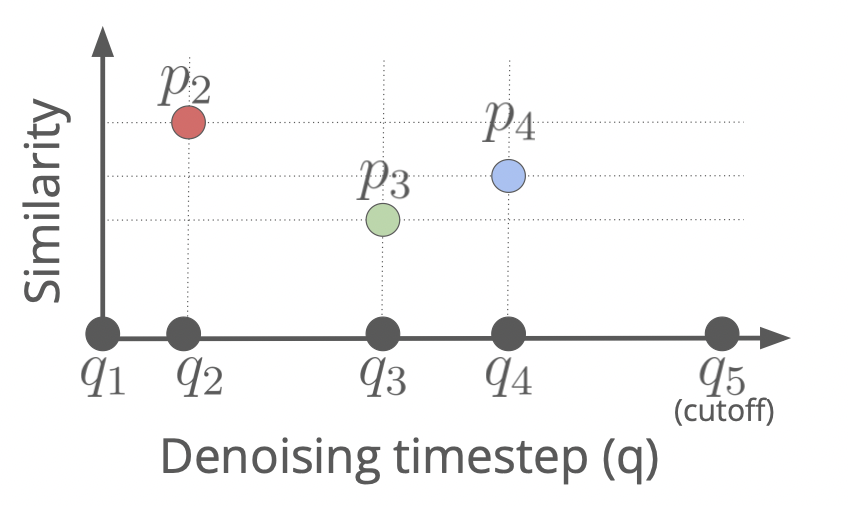 Similarity
p₂
p₃
p₄
q₁ q₂ q₃ q₄ q₅
(cutoff)
Denoising timestep (q)